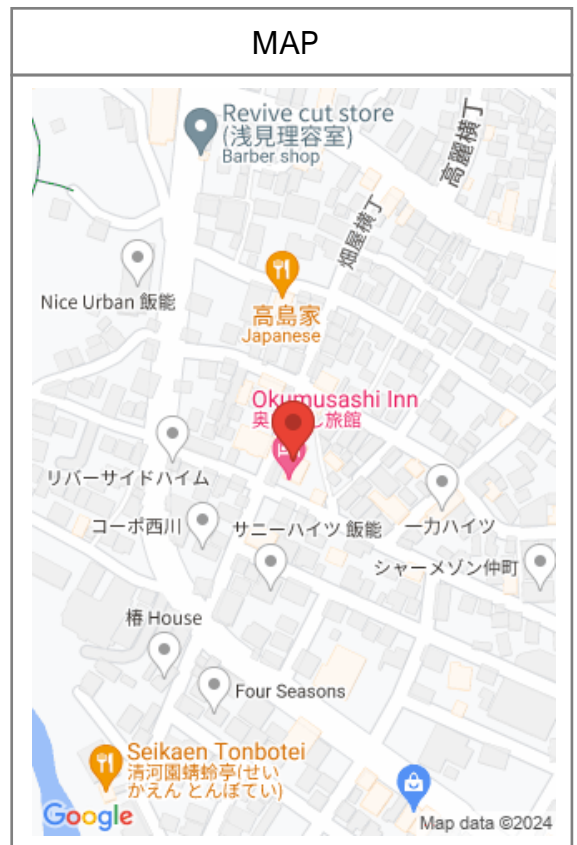 MAP
Revive cut store
(浅見理容室)
Barber shop
高麗横丁
畑屋横丁
Nice Urban 飯能
高島家
Japanese
Okumusashi Inn
奥 し旅館
リバーサイドハイム
コーポ西川
サニーハイツ 飯能
一力ハイツ
シャーメゾン仲町
椿 House
Four Seasons
Seikaen Tonbotei
清河園蜻蛉亭(せい
かえん とんぼてい)
Google
Map data ©2024